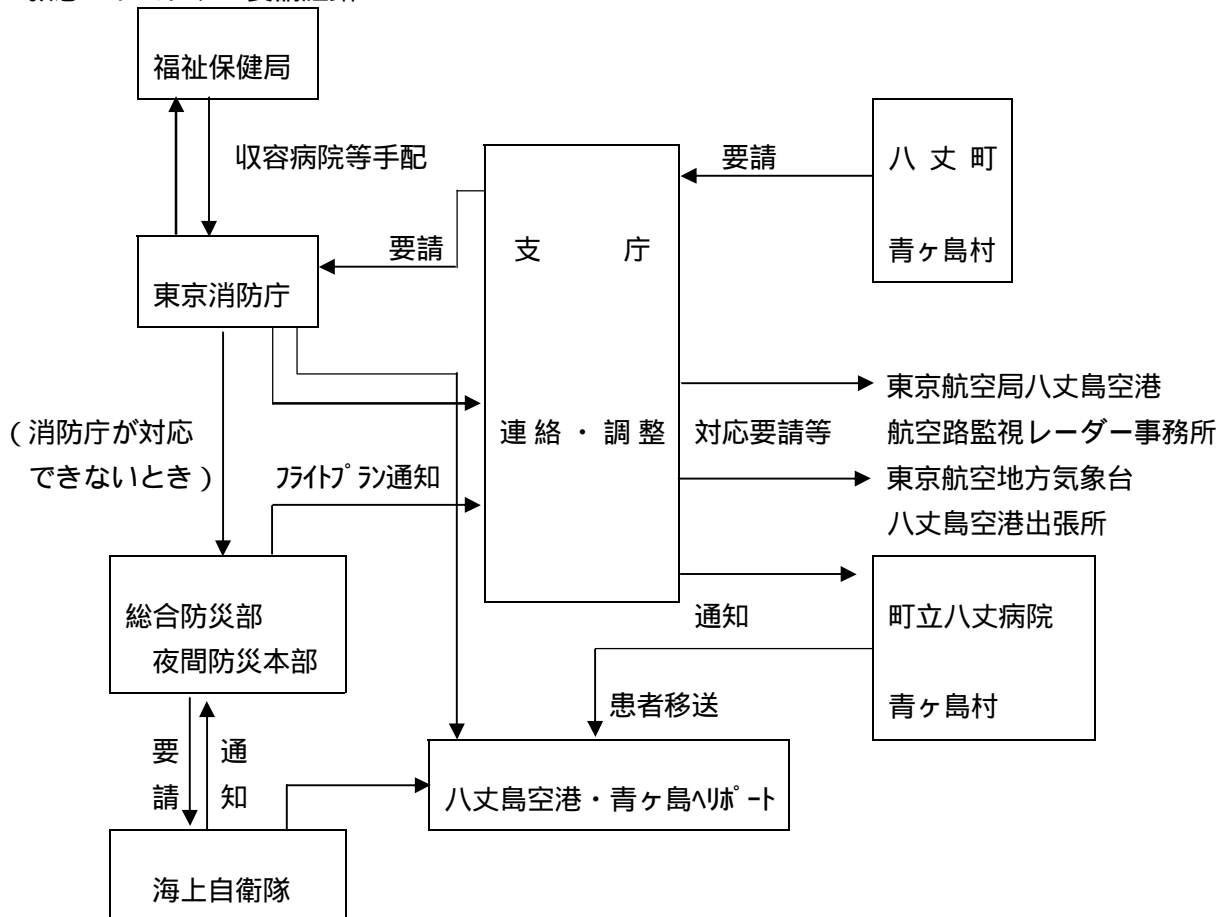 福祉保健局
収容病院等手配
要請
八 丈 町
支 庁
青ヶ島村
要請
東京消防庁
東京航空局八丈島空港
(消防庁が対応
連 絡 ・ 調 整
対応要請等
航空路監視レーダー事務所
できないとき)
フライトプラン通知
東京航空地方気象台
八丈島空港出張所
総合防災部
通知
町立八丈病院
夜間防災本部
患者移送
青ヶ島村
要請
通知
八丈島空港・青ヶ島ヘリポート
海上自衛隊